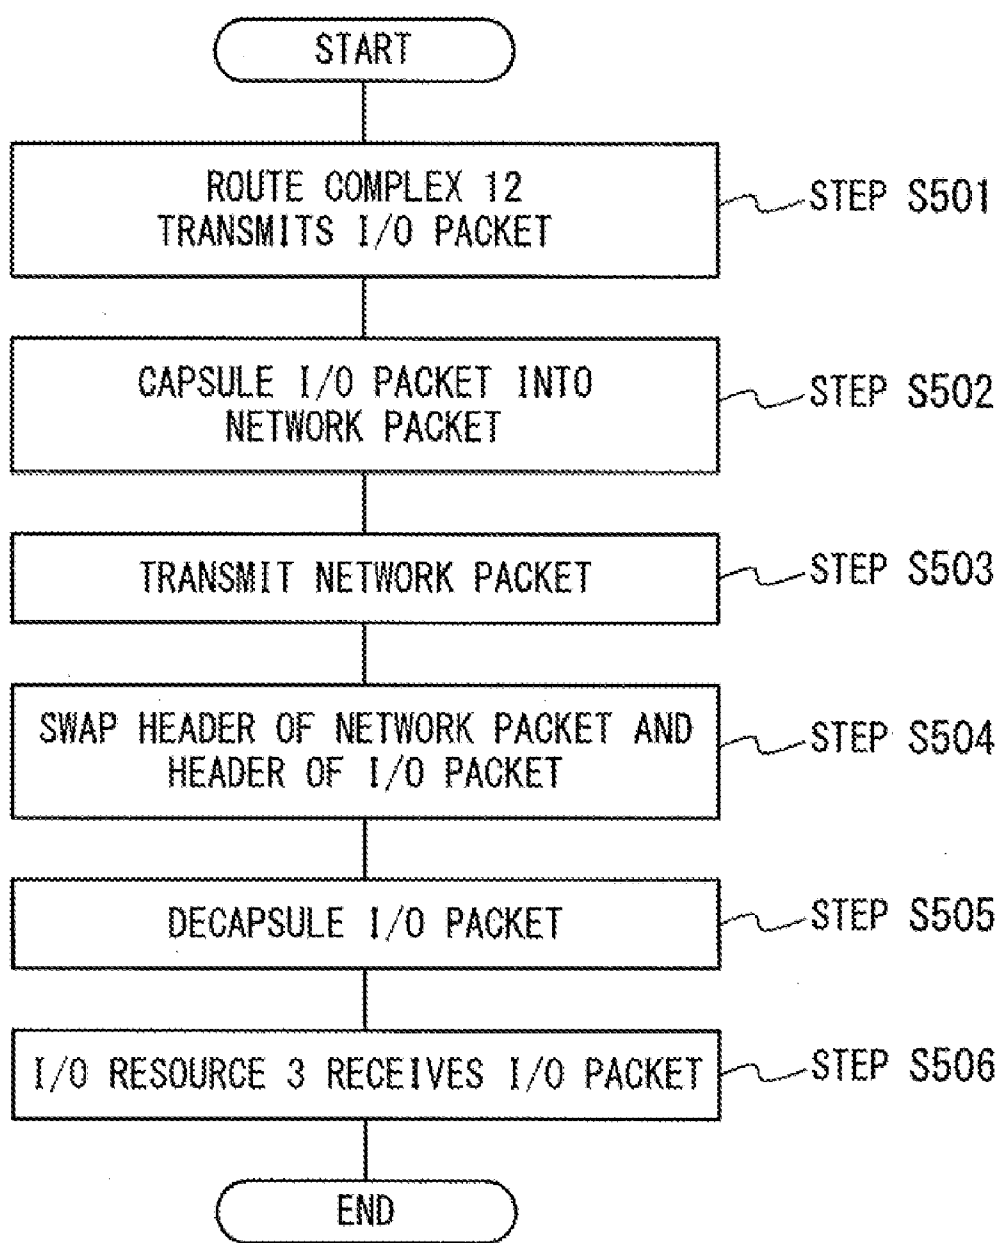 START
ROUTE COMPLEX 12
TRANSMITS I/O PACKET
STEP S501
CAPSULE I/O PACKET INTO
NETWORK PACKET
STEP S502
TRANSMIT NETWORK PACKET
STEP S503
SWAP HEADER OF NETWORK PACKET AND
HEADER OF I/O PACKET
STEP S504
DECAPSULE I/O PACKET
STEP S505
I/O RESOURCE 3 RECEIVES I/O PACKET
STEP S506
END